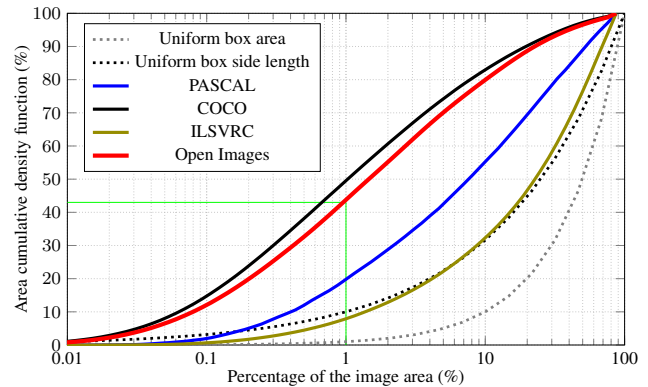 Area cumulative density function (%)
100
90
80
70
60
50
40
30
20
10
0
Uniform box area
Uniform box side length
PASCAL
COCO
ILSVRC
Open Images
0.01
0.1
1
10
100
Percentage of the image area (%)